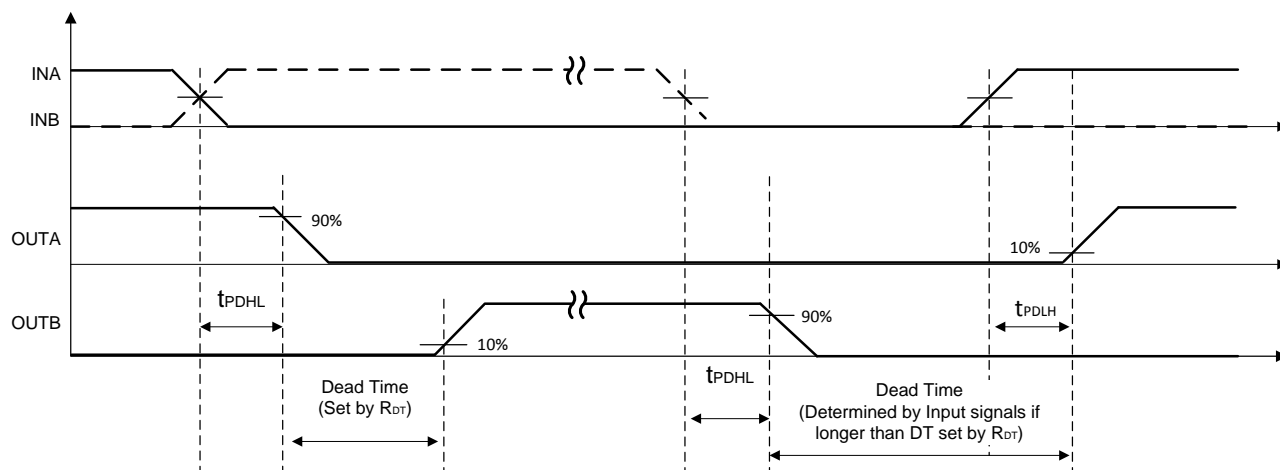 INA
INB
OUTA
90%
10%
OUTB
tPDHL
10%
90%
tPDLH
tPDHL
Dead Time
(Set by RDT)
Dead Time
(Determined by Input signals if
longer than DT set by RDT)